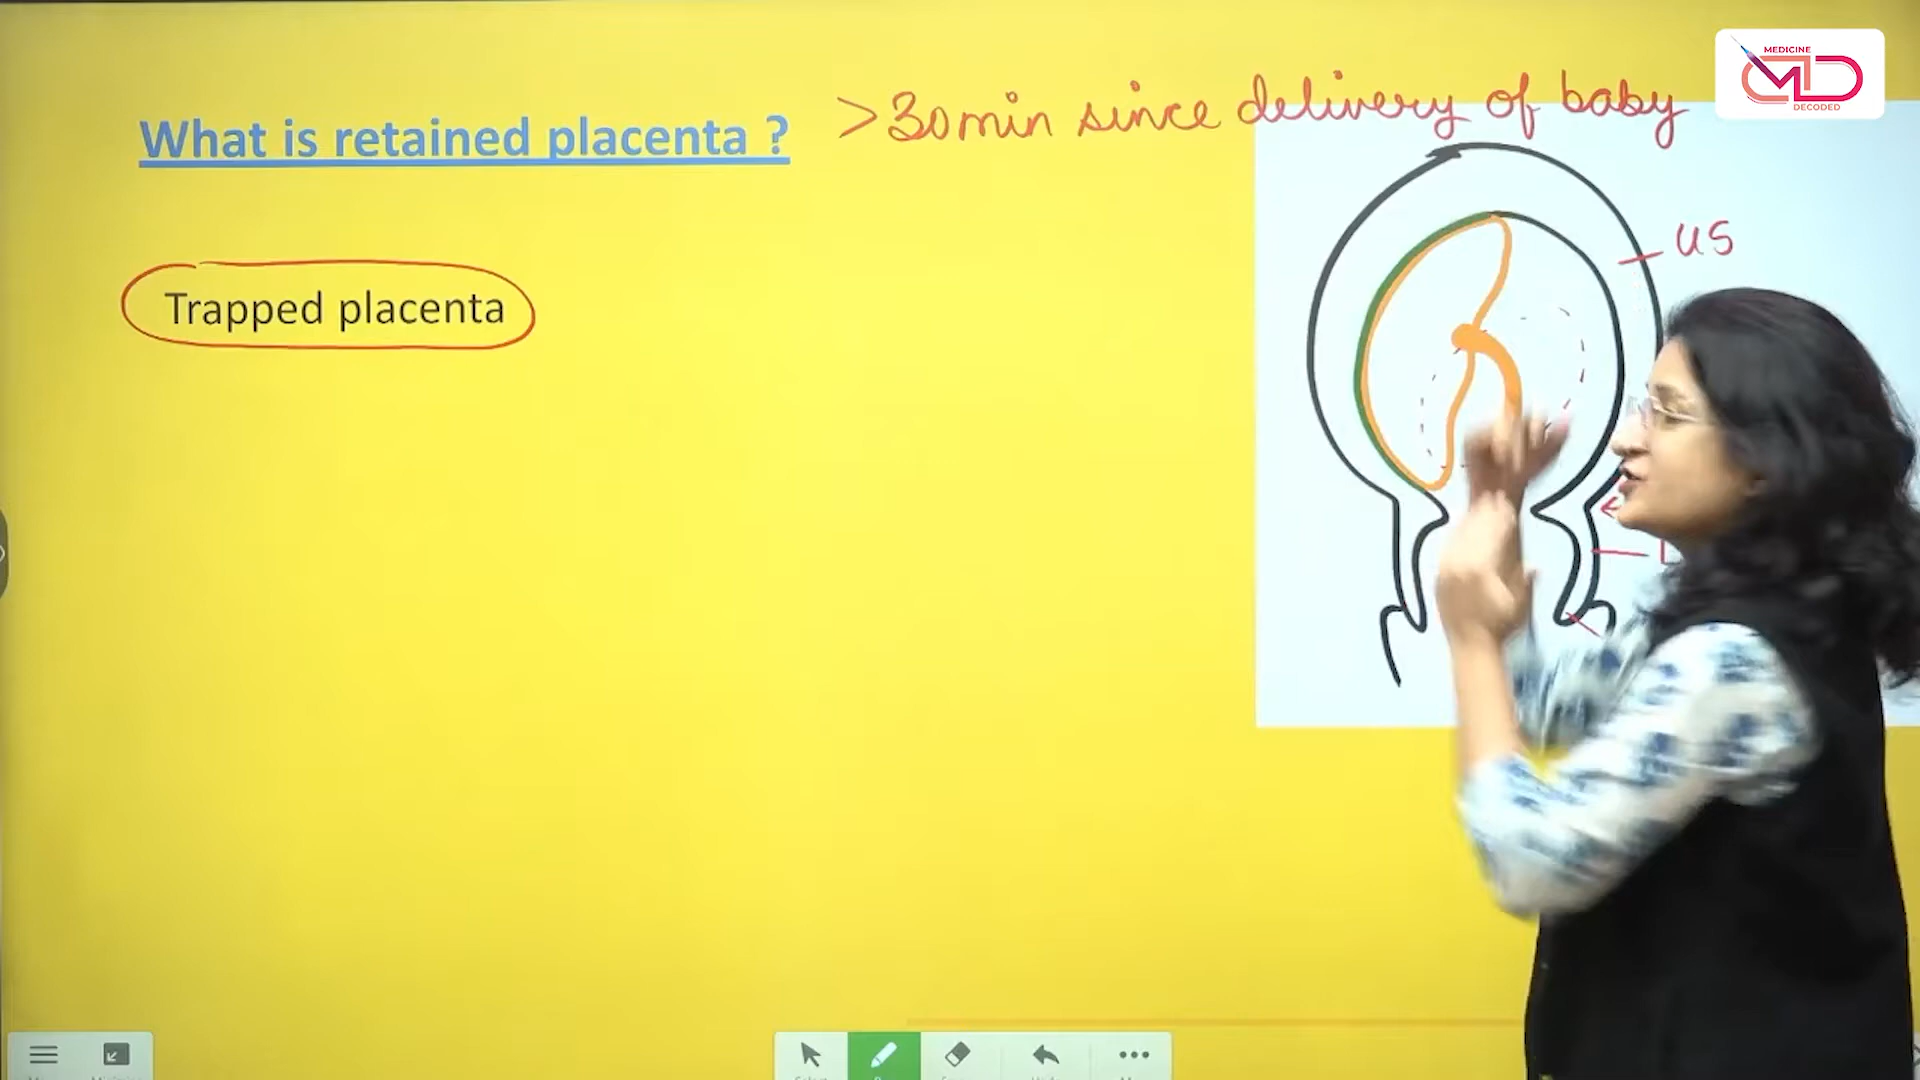 MEDICINE
MD
DECODED
What is retained placenta ? >30min since delivery of baby
US
Trapped placenta